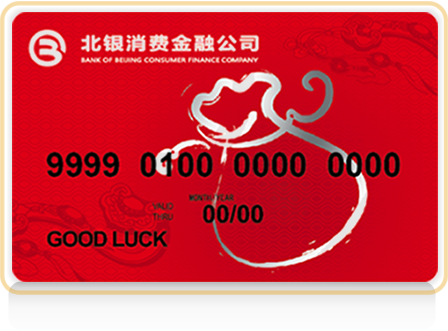 北银消费金融公司
BANK OF BEIJING CONSUMER FINANCE COMPANY
9999 0100 0000 0000
MONTH/YEAR
VALID
THRU
00/00
GOOD LUCK